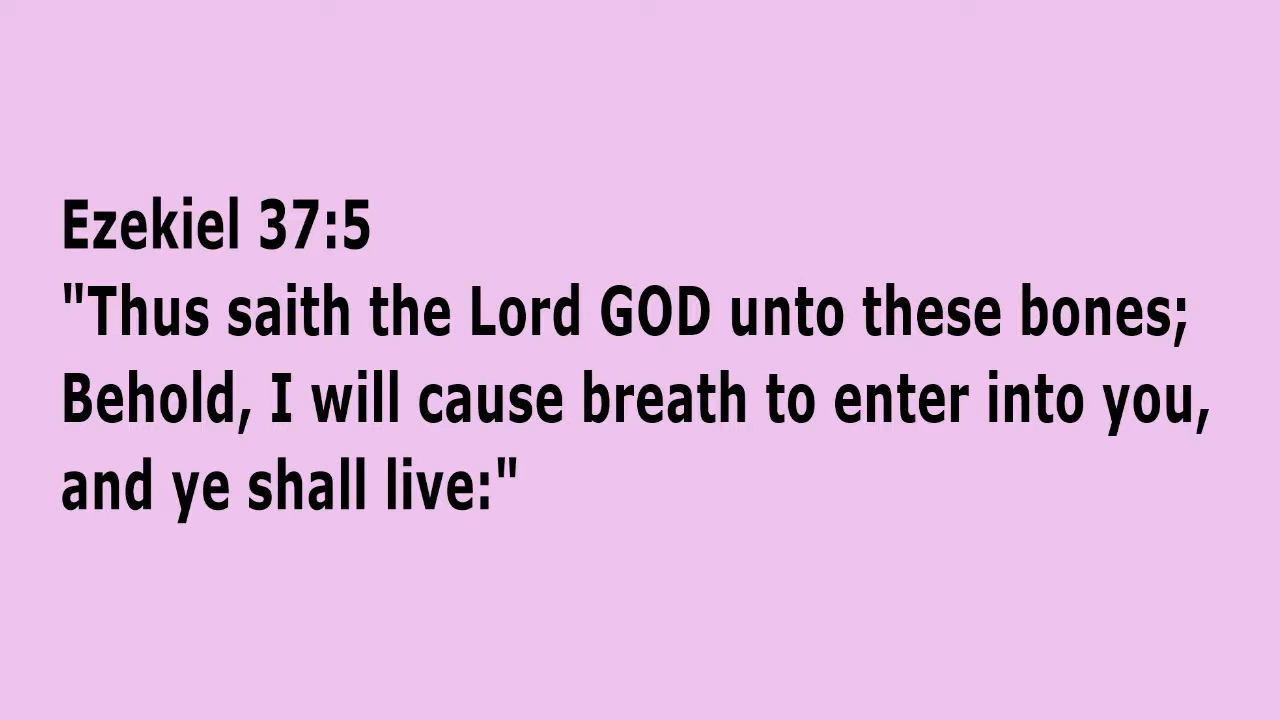 Ezekiel 37:5
"Thus saith the Lord GOD unto these bones;
Behold, I will cause breath to enter into you,
and ye shall live:"